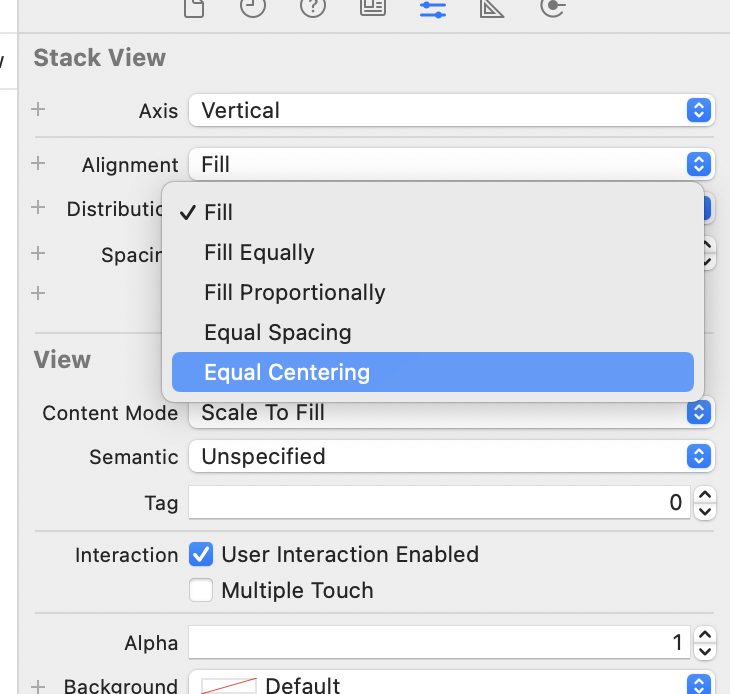 Stack View
Axis Vertical
Alignment Fill
Distributio
Fill
Fill Equally
Spacin
Fill Proportionally
Equal Spacing
View
Equal Centering
Content Mode Scale To Fill
Semantic Unspecified
Tag 0
Interaction User Interaction Enabled
Multiple Touch
Alpha 1
Background Default